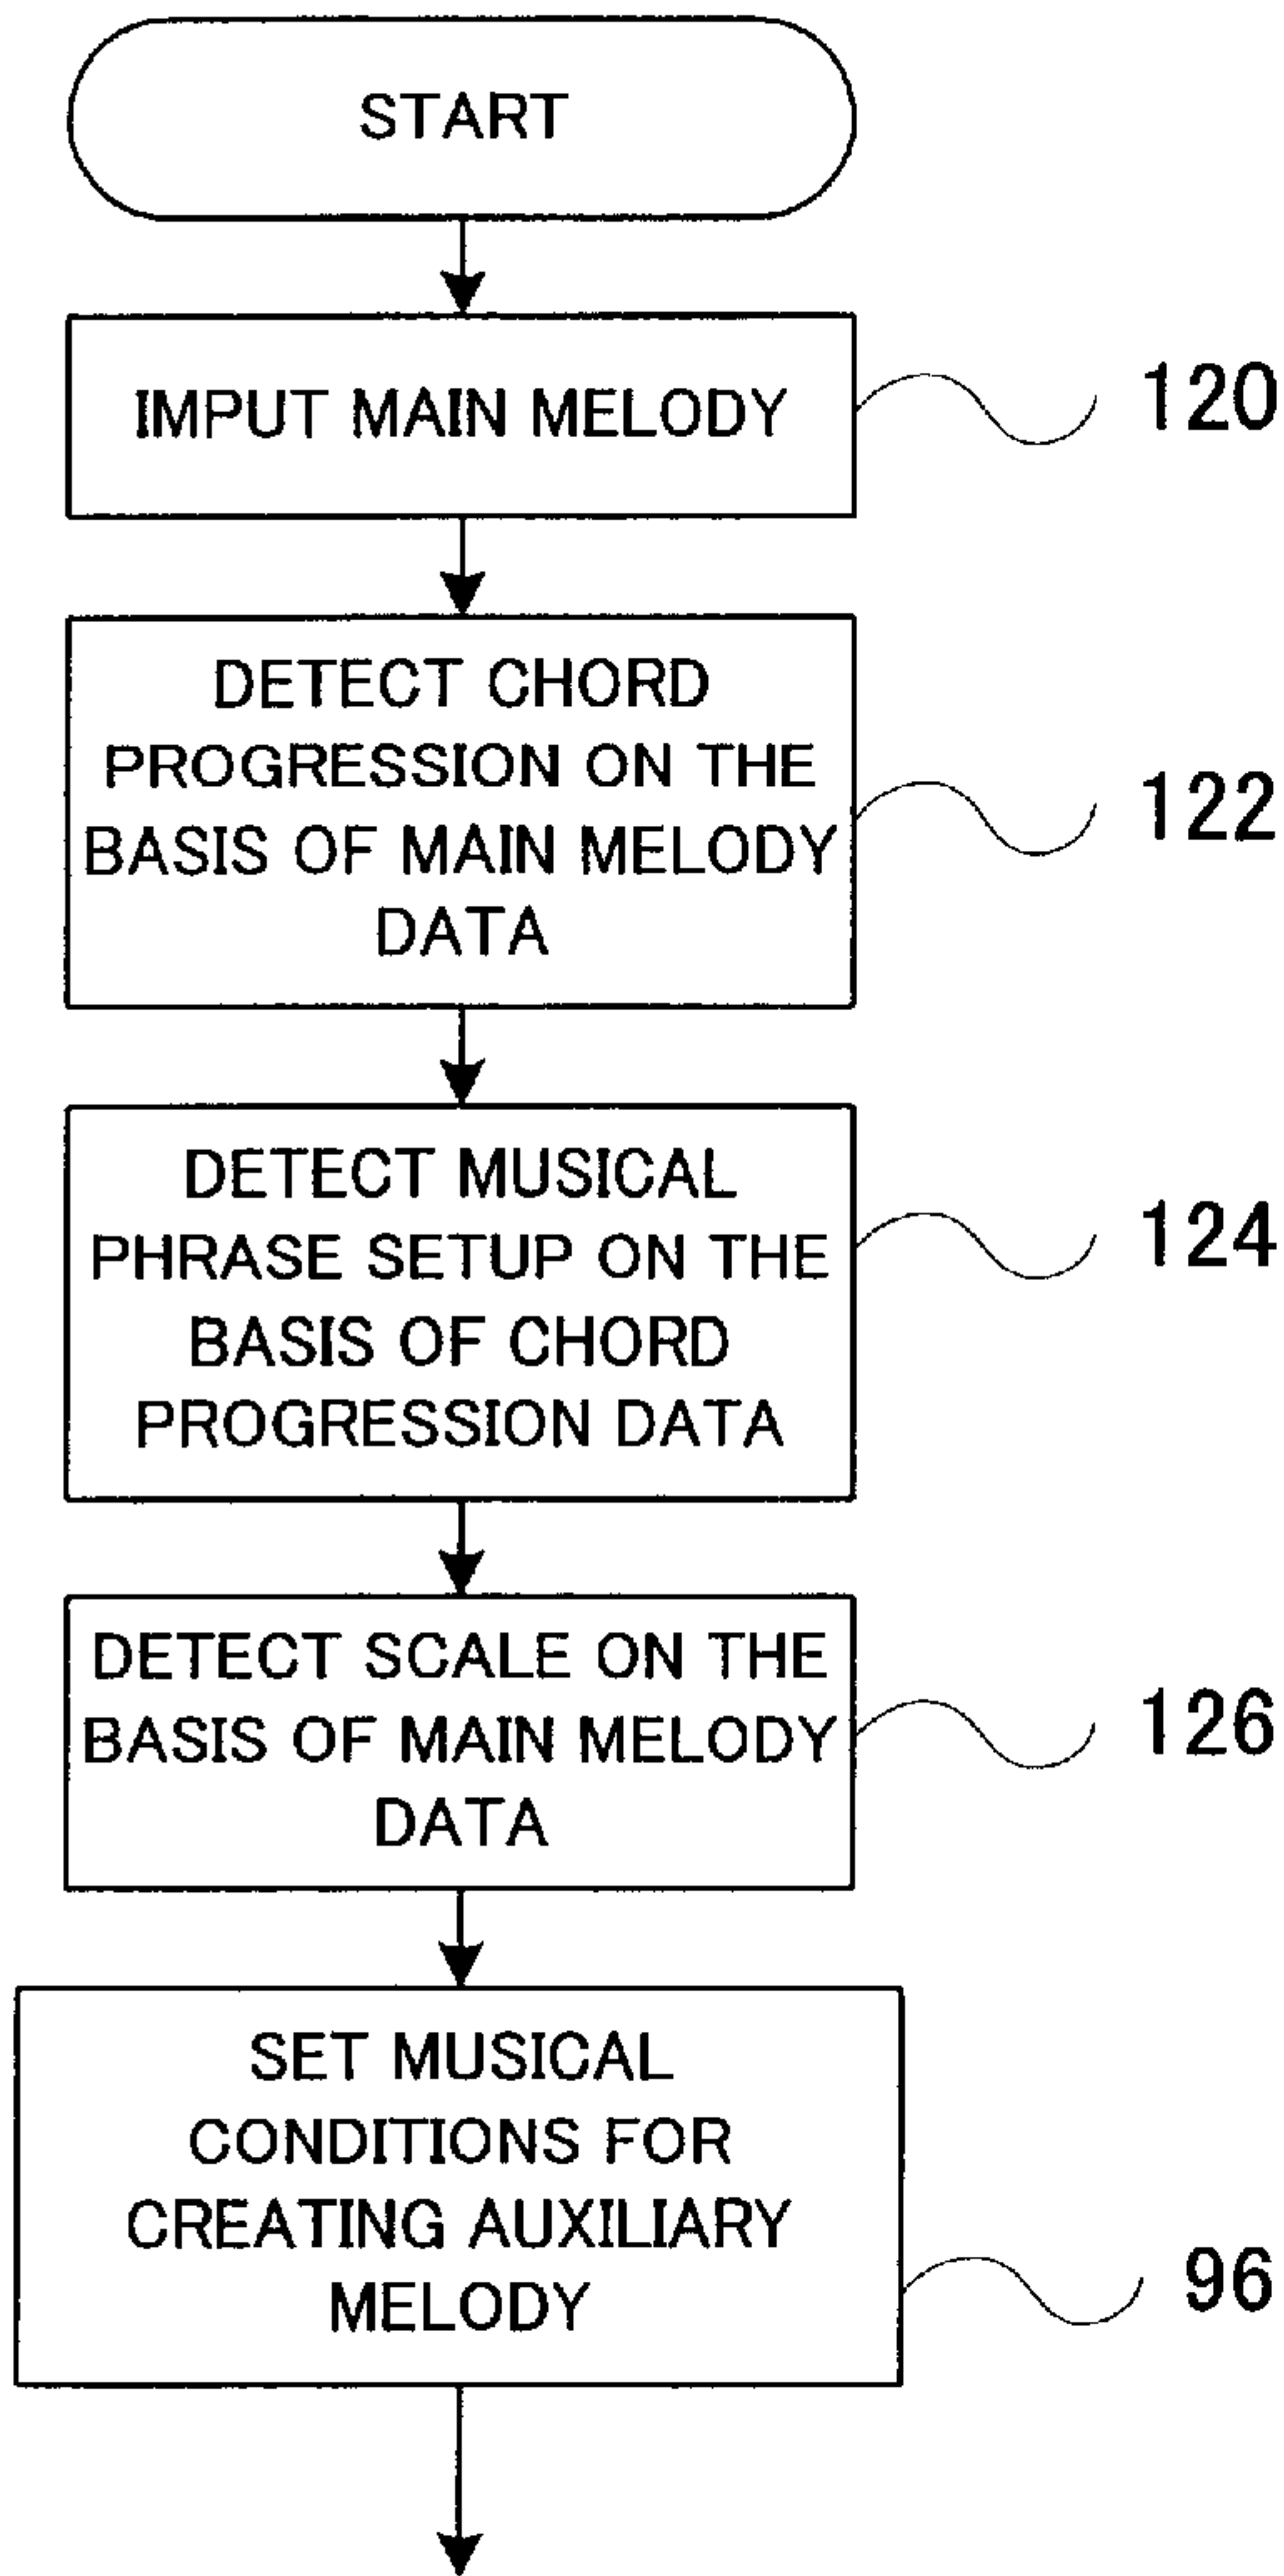 START
IMPUT MAIN MELODY
120
DETECT CHORD
PROGRESSION ON THE
BASIS OF MAIN MELODY
DATA
122
DETECT MUSICAL
PHRASE SETUP ON THE
BASIS OF CHORD
PROGRESSION DATA
124
DETECT SCALE ON THE
BASIS OF MAIN MELODY
DATA
126
SET MUSICAL
CONDITIONS FOR
CREATING AUXILIARY
MELODY
96